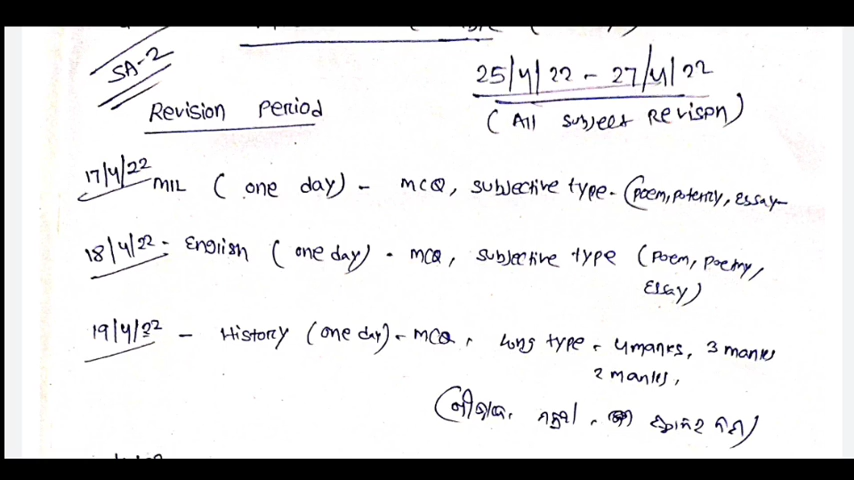 SA-2
25/4/22 - 27/4/22
Revision Period
(All subject Revison)
17/4/22 MIL (one day) - MCQ, subjective type - (poem, poterty, Essay-
18/4/22 - English (one day) - MCQ, subjective type (poem, poetry,
Essay)
19/4/22 - History (one day) - MCQ, Long type - 4 marks, 3 marks
2 marks,